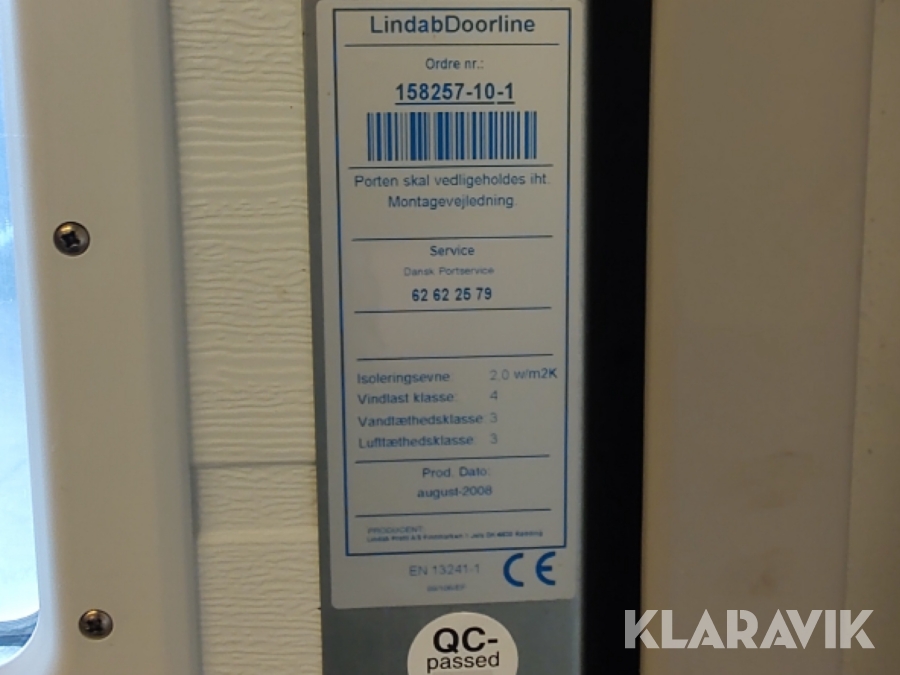 LindabDoorline
Ordre nr.:
158257-10-1
Porten skal vedligeholdes iht.
Montagevejledning.
Service
Dansk Portservice
62 62 25 79
Isoleringsevne: 2,0 w/m2K
Vindlast klasse: 4
Vandtæthedsklasse: 3
Lufttæthedsklasse: 3
Prod. Dato:
august-2008
PRODUCENT:
EN 13241-1
CE
QC-
passed
KLARAVIK